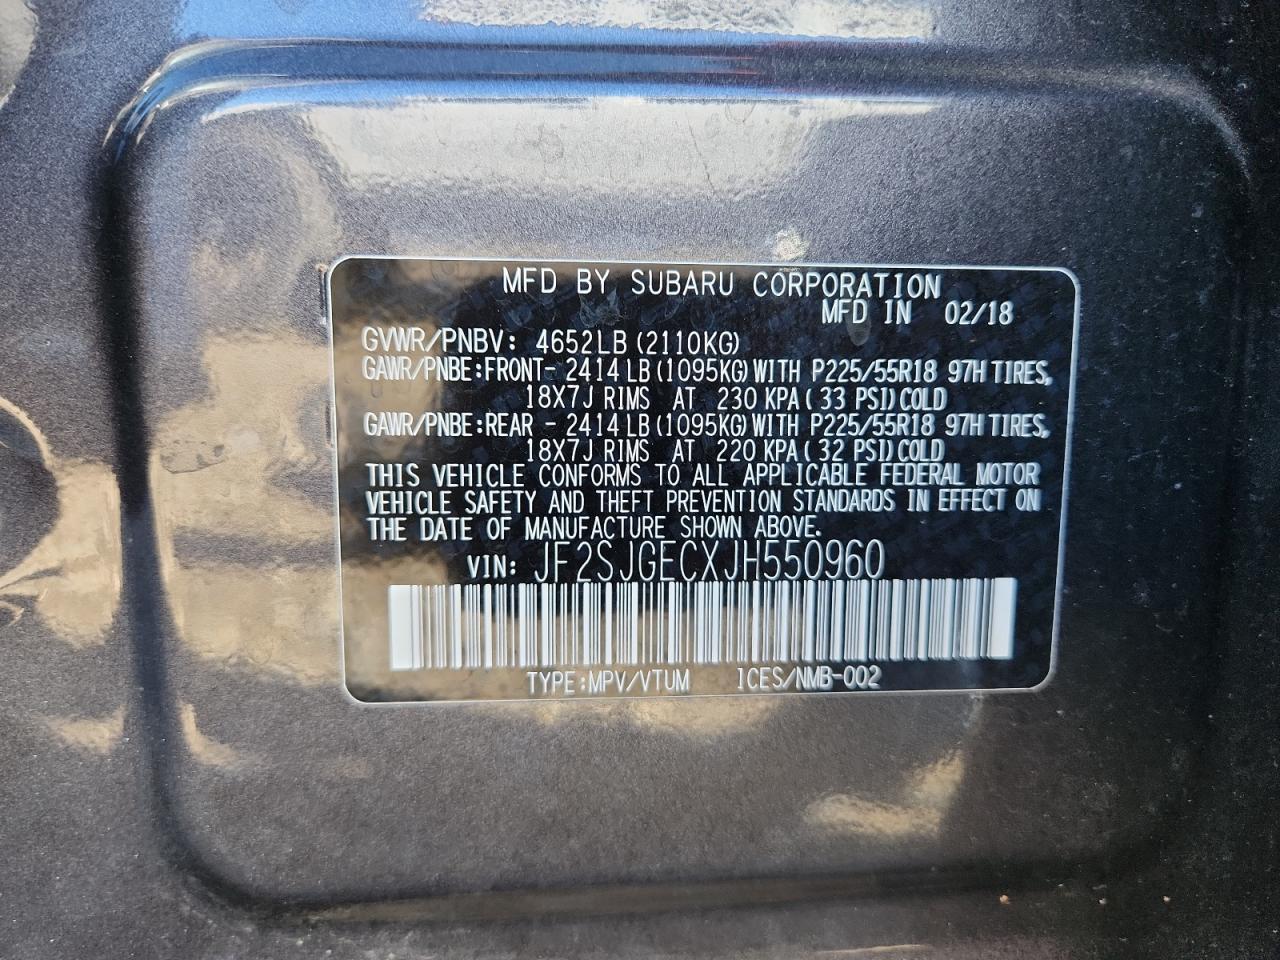 MFD BY SUBARU CORPORATION
MFD IN 02/18
GVWR/PNBV: 4652LB (2110KG)
GAWR/PNBE:FRONT- 2414 LB (1095KG) WITH P225/55R18 97H TIRES,
18X7J RIMS AT 230 KPA (33 PSI) COLD
GAWR/PNBE:REAR - 2414 LB (1095KG) WITH P225/55R18 97H TIRES,
18X7J RIMS AT 220 KPA (32 PSI) COLD
THIS VEHICLE CONFORMS TO ALL APPLICABLE FEDERAL MOTOR
VEHICLE SAFETY AND THEFT PREVENTION STANDARDS IN EFFECT ON
THE DATE OF MANUFACTURE SHOWN ABOVE.
VIN: JF2SJGECXJH550960
TYPE:MPV/VTUM ICES/NMB-002